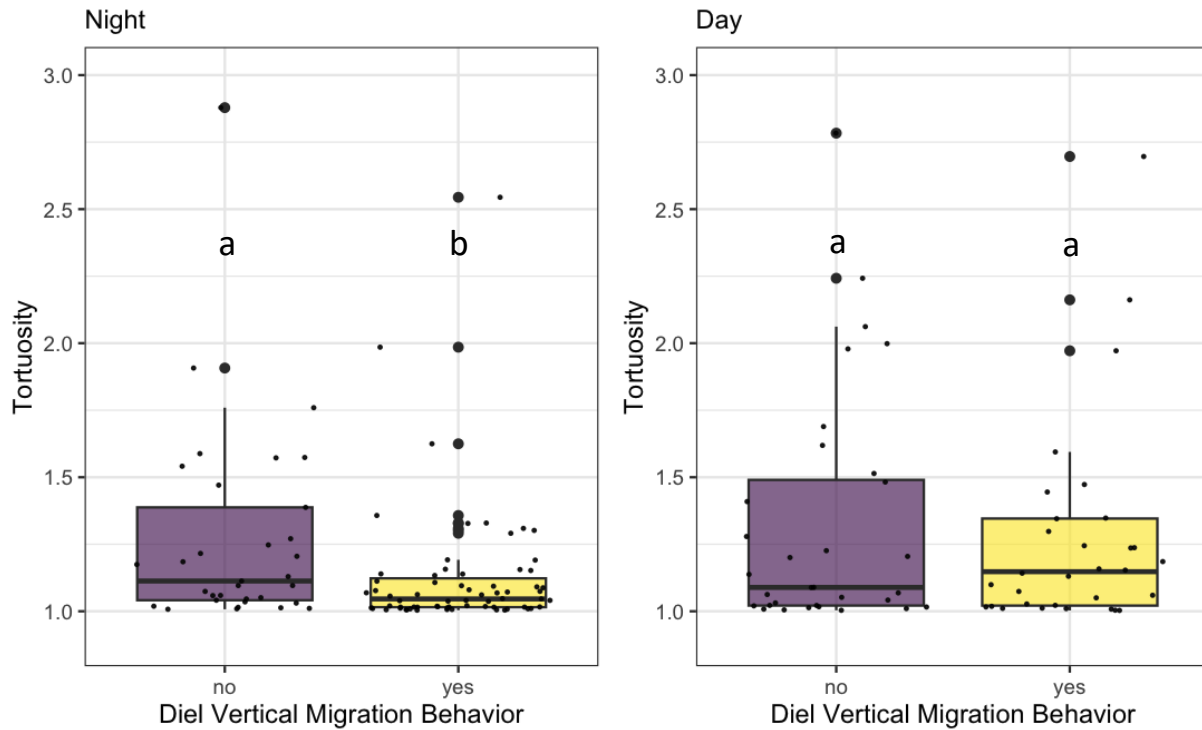 Night
Day
3.0
2.5
2.0
1.5
1.0
Tortuosity
a
b
no
yes
Diel Vertical Migration Behavior
3.0
2.5
2.0
1.5
1.0
Tortuosity
a
a
no
yes
Diel Vertical Migration Behavior